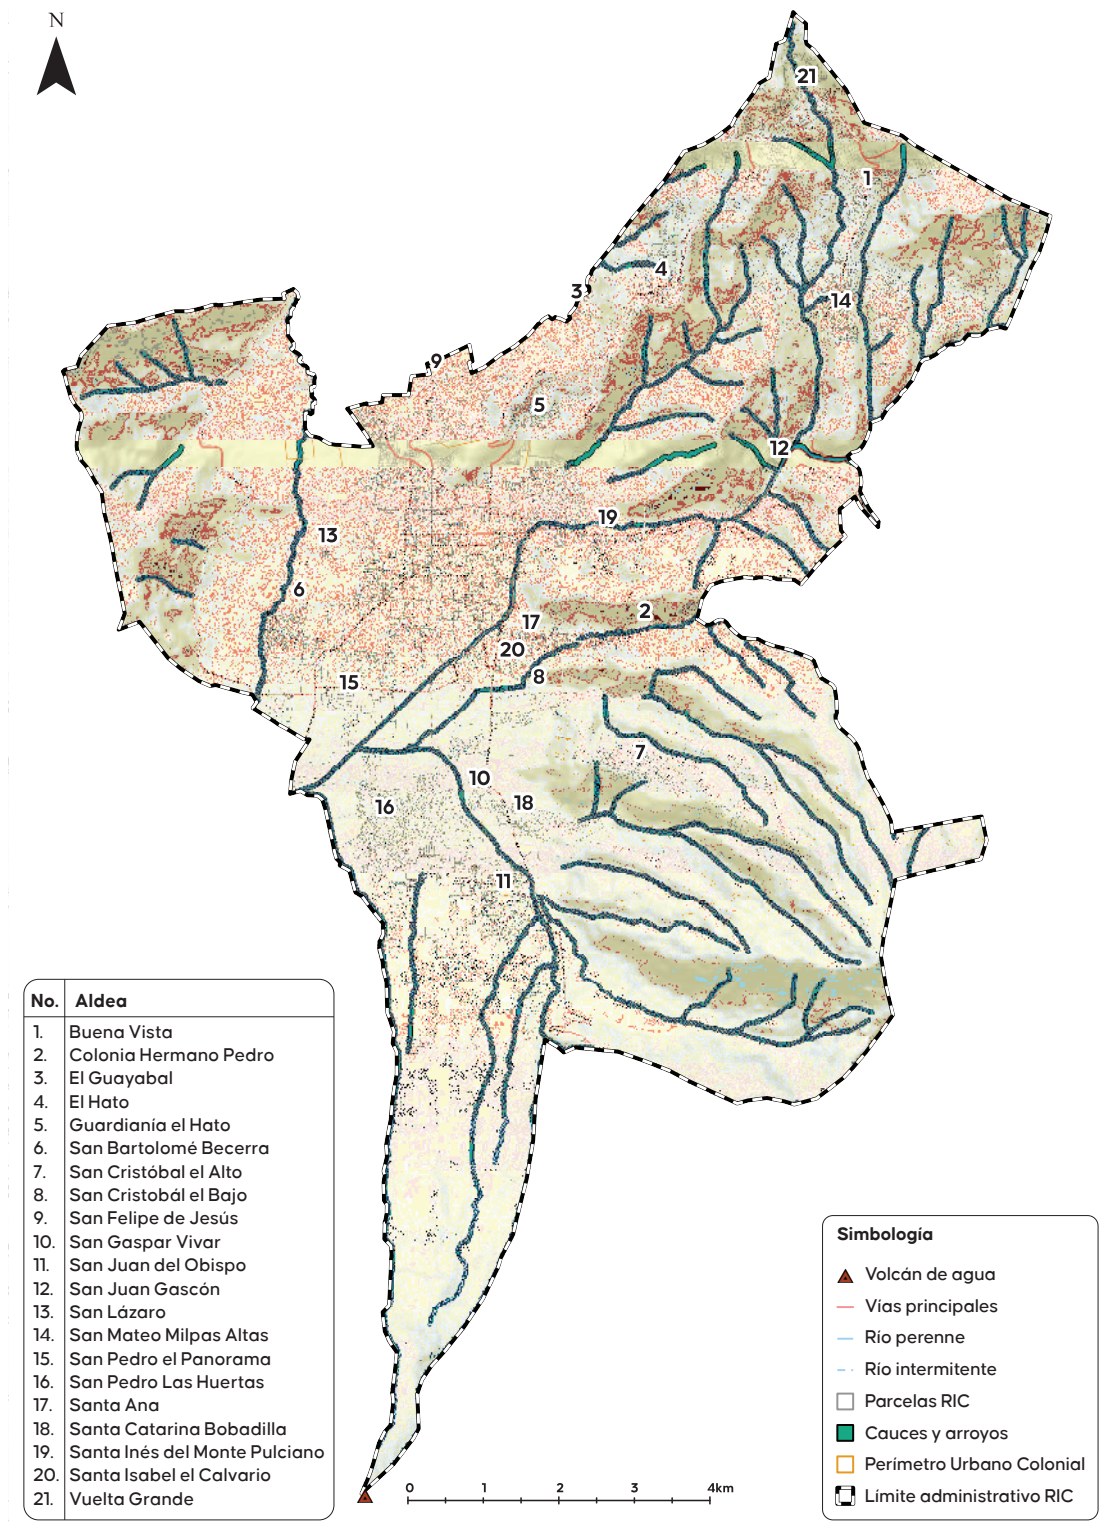 N
21
1
4
3
14
9
5
12
19
13
6
2
17
20
8
15
7
10
18
16
11
No. Aldea
1. Buena Vista
2. Colonia Hermano Pedro
3. El Guayabal
4. El Hato
5. Guardianía el Hato
6. San Bartolomé Becerra
7. San Cristóbal el Alto
8. San Cristobál el Bajo
9. San Felipe de Jesús
10. San Gaspar Vivar
11. San Juan del Obispo
12. San Juan Gascón
13. San Lázaro
14. San Mateo Milpas Altas
15. San Pedro el Panorama
16. San Pedro Las Huertas
17. Santa Ana
18. Santa Catarina Bobadilla
19. Santa Inés del Monte Pulciano
20. Santa Isabel el Calvario
21. Vuelta Grande
0 1 2 3 4km
Simbología
Volcán de agua
Vías principales
Río perenne
Río intermitente
Parcelas RIC
Cauces y arroyos
Perímetro Urbano Colonial
Límite administrativo RIC